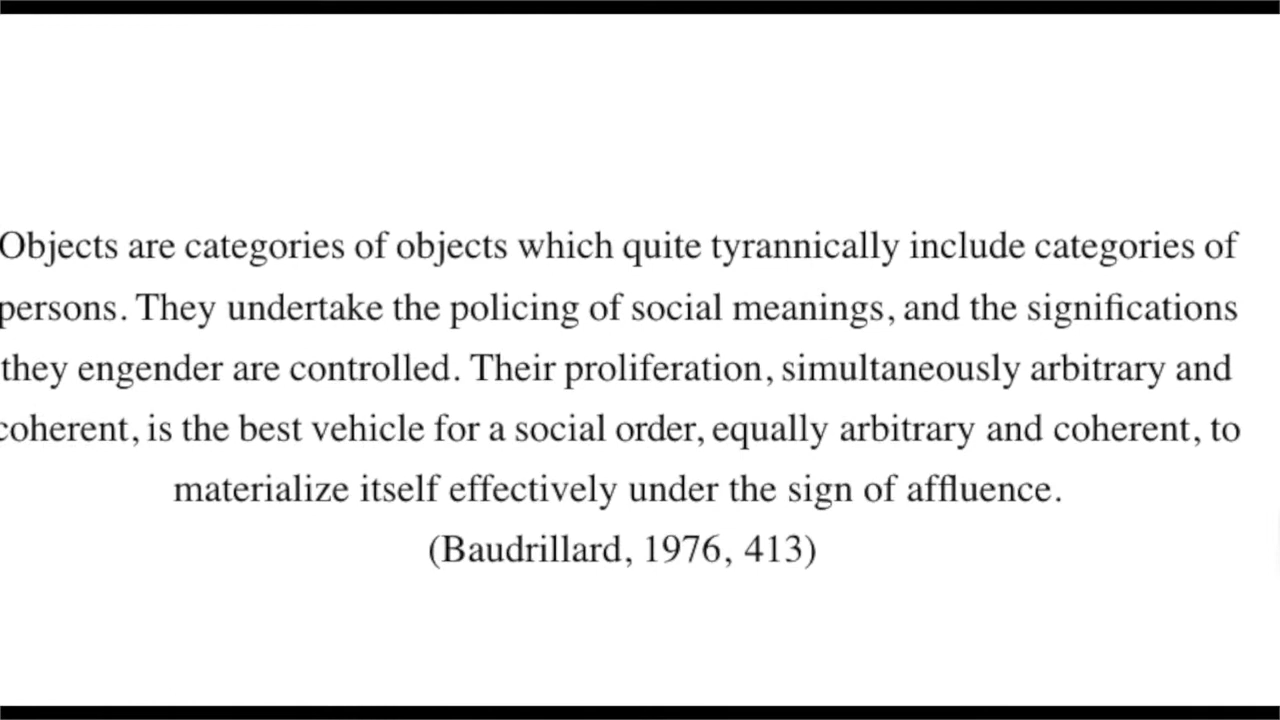 Objects are categories of objects which quite tyrannically include categories of
persons. They undertake the policing of social meanings, and the significations
they engender are controlled. Their proliferation, simultaneously arbitrary and
coherent, is the best vehicle for a social order, equally arbitrary and coherent, to
materialize itself effectively under the sign of affluence.
(Baudrillard, 1976, 413)